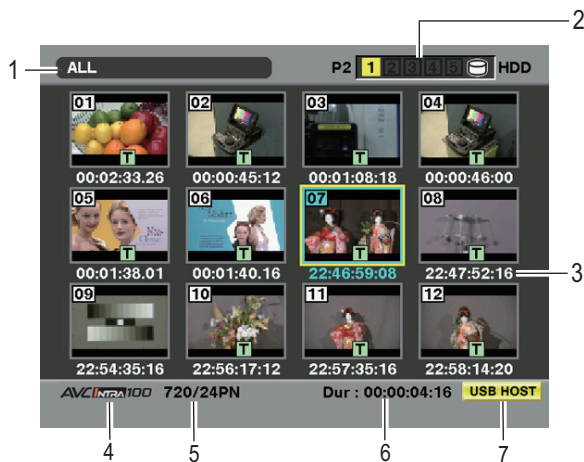 2
1
ALL
P2 1 2 3 4 5 HDD
01 02 03 04
T T T T
00:02:33.26 00:00:45:12 00:01:08:18 00:00:46:00
05 06 07 08
T T T T
00:01:38.01 00:01:40.16 22:46:59:08 22:47:52:16
3
09 10 11 12
T T T
22:54:35:16 22:56:17:12 22:57:35:16 22:58:14:20
AVC INTRA 100 720/24PN Dur : 00:00:04:16 USB HOST
4 5 6 7